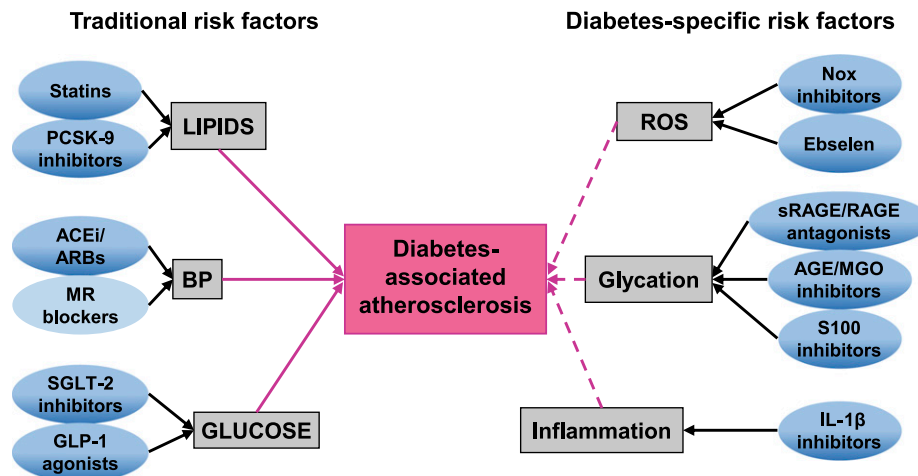 Traditional risk factors
Diabetes-specific risk factors
Statins
PCSK-9
inhibitors
LIPIDS
ACEi/
ARBs
MR
blockers
BP
SGLT-2
inhibitors
GLP-1
agonists
GLUCOSE
Diabetes-
associated
atherosclerosis
ROS
Nox
inhibitors
Ebselen
Glycation
sRAGE/RAGE
antagonists
AGE/MGO
inhibitors
S100
inhibitors
Inflammation
IL-1β
inhibitors